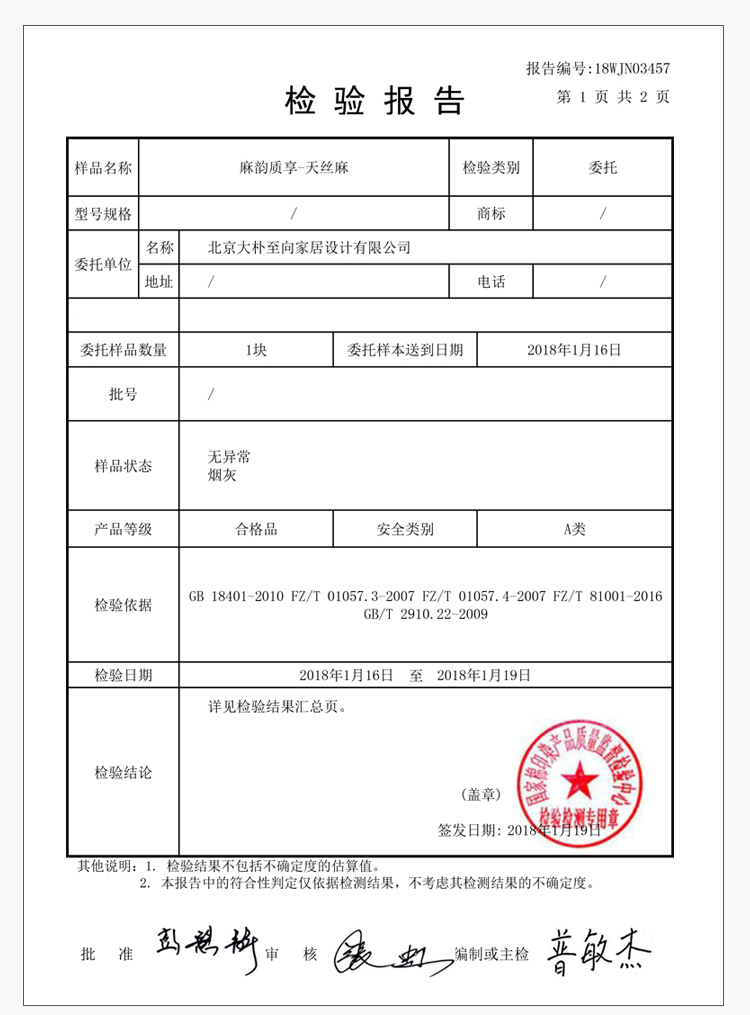 报告编号:18WJN03457
检验报告
第 1 页 共 2 页
样品名称 麻韵质享-天丝麻 检验类别 委托
型号规格 / 商标 /
委托单位 名称 北京大朴至向家居设计有限公司
地址 / 电话 /
委托样品数量 1块 委托样本送到日期 2018年1月16日
批号 /
样品状态 无异常
烟灰
产品等级 合格品 安全类别 A类
检验依据 GB 18401-2010 FZ/T 01057.3-2007 FZ/T 01057.4-2007 FZ/T 81001-2016
GB/T 2910.22-2009
检验日期 2018年1月16日 至 2018年1月19日
检验结论 详见检验结果汇总页。
国家棉印染产品质量监督检验中心
检验检测专用章
(盖章)
签发日期: 2018年1月19日
其他说明: 1. 检验结果不包括不确定度的估算值。
2. 本报告中的符合性判定仅依据检测结果，不考虑其检测结果的不确定度。
批 准 审 核 编制或主检 普敏杰